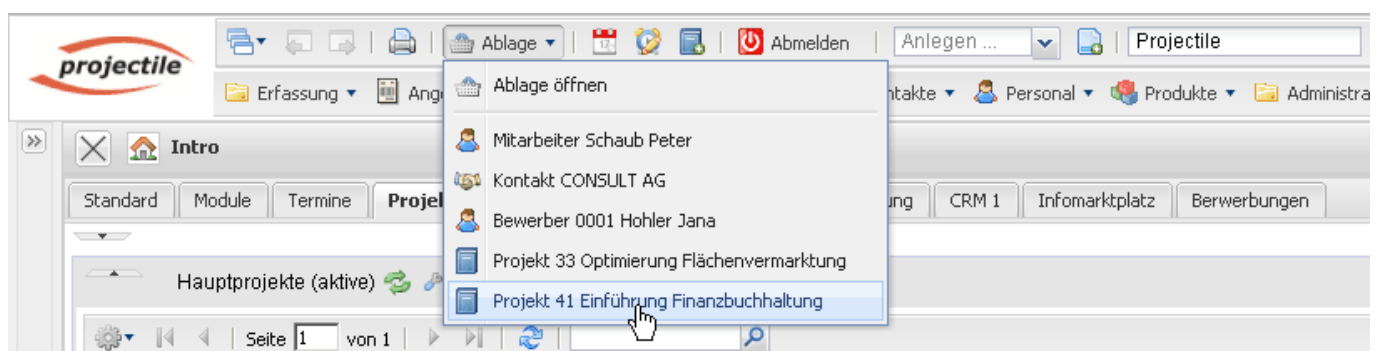 projectile
Ablage Abmelden Anlegen ... Projectile
Erfassung Ang ntakte Personal Produkte Administra
Ablage öffnen
Mitarbeiter Schaub Peter
Kontakt CONSULT AG
Bewerber 0001 Hohler Jana
Projekt 33 Optimierung Flächenvermarktung
Projekt 41 Einführung Finanzbuchhaltung
Intro
Standard Module Termine Projel ung CRM 1 Infomarktplatz Berwerbungen
Hauptprojekte (aktive)
Seite 1 von 1